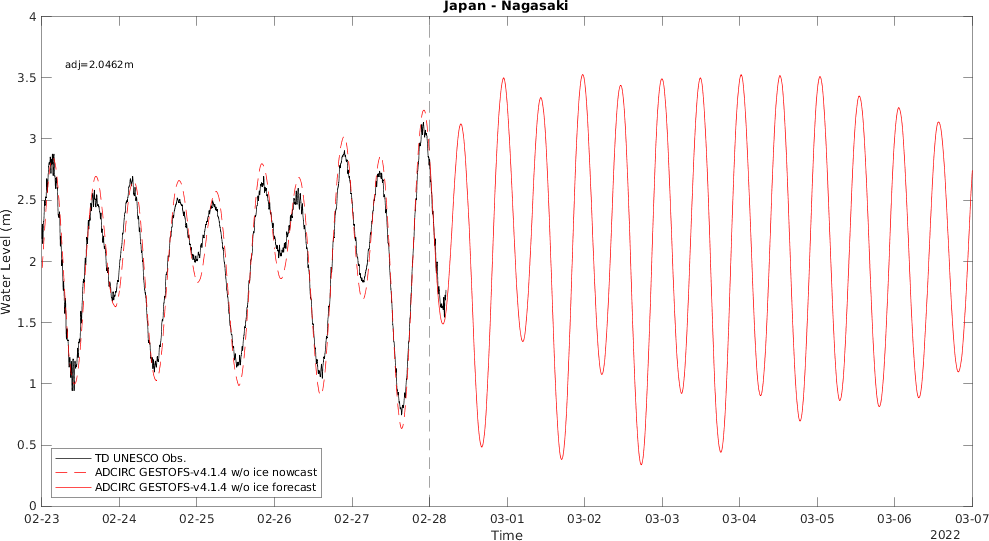 Japan - Nagasaki
adj=2.0462m
4
3.5
3
2.5
2
1.5
1
0.5
0
Water Level (m)
TD UNESCO Obs.
ADCIRC GESTOFS-v4.1.4 w/o ice nowcast
ADCIRC GESTOFS-v4.1.4 w/o ice forecast
02-23 02-24 02-25 02-26 02-27 02-28 03-01 03-02 03-03 03-04 03-05 03-06 03-07
Time
2022